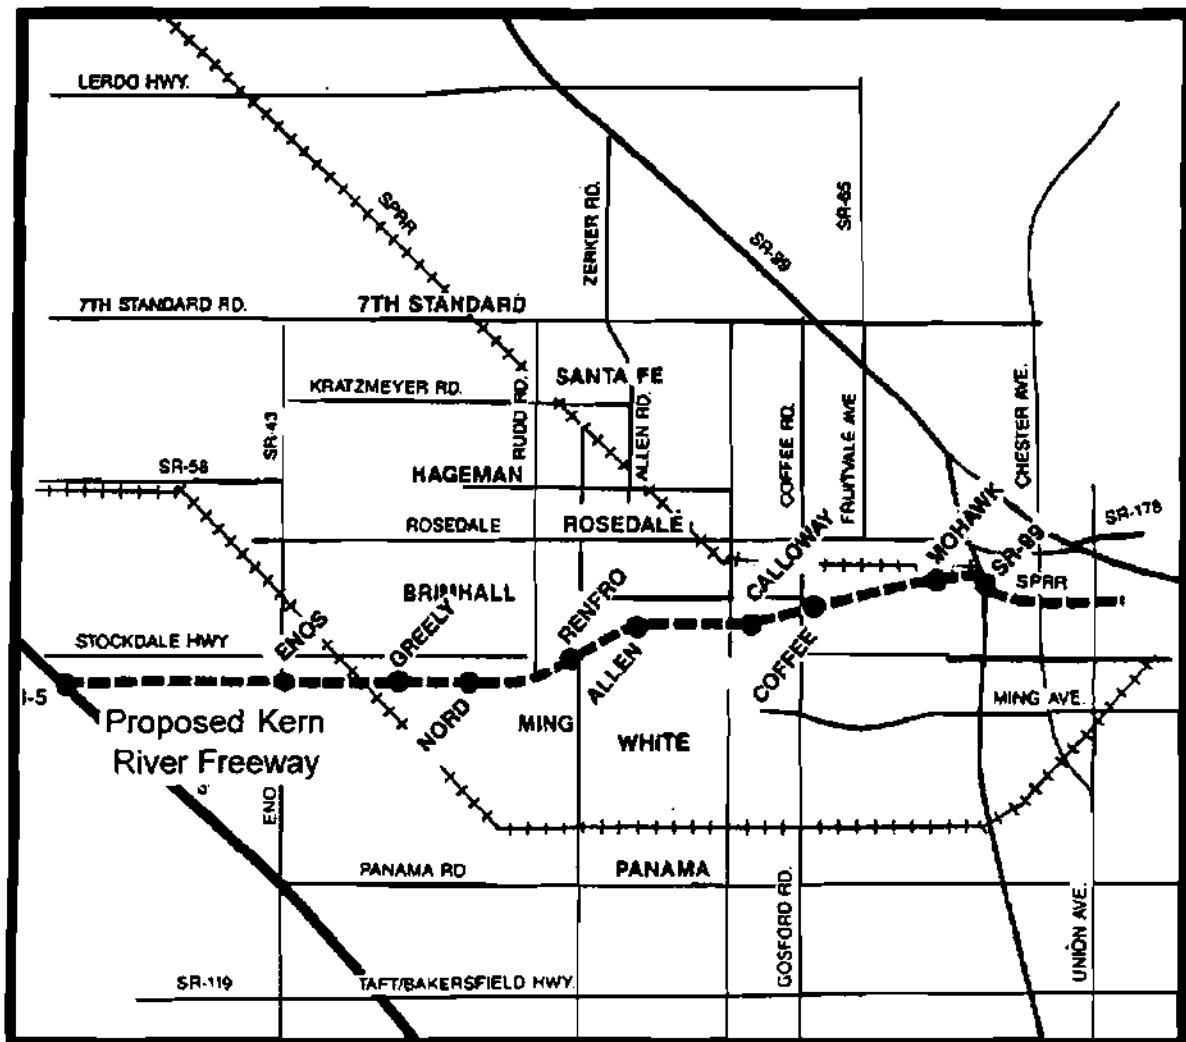 LERDO HWY.
SPRR
ZERKER RD.
SR-65
SR-99
7TH STANDARD RD.
7TH STANDARD
KRATZMEYER RD.
SANTA FE
SR-43
RUDD RD.
ALLEN RD.
COFFEE RD.
FRUITVALE AVE
CHESTER AVE.
SR-58
HAGEMAN
ROSEDALE
ROSEDALE
CALLOWAY
MOHAWK
SR-99
SR-178
SPRR
BRIMHALL
RENFRO
STOCKDALE HWY
ENOS
GREELY
ALLEN
COFFEE
I-5
Proposed Kern
River Freeway
NORD
MING
WHITE
MING AVE.
ENO
PANAMA RD
PANAMA
GOSFORD RD.
UNION AVE.
SR-119
TAFT/BAKERSFIELD HWY.